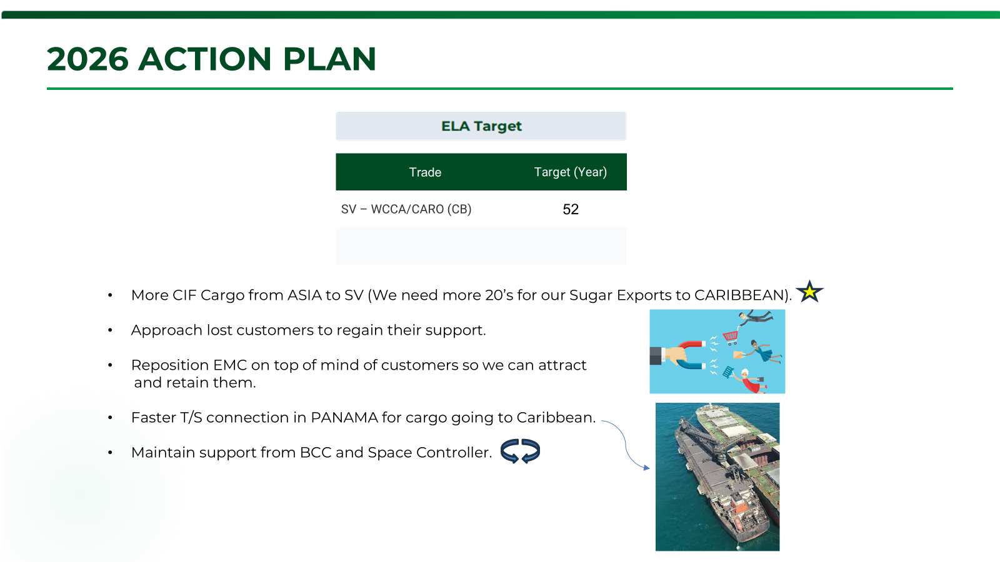 2026 ACTION PLAN
ELA Target
Trade Target (Year)
SV – WCCA/CARO (CB) 52
• More CIF Cargo from ASIA to SV (We need more 20’s for our Sugar Exports to CARIBBEAN).
• Approach lost customers to regain their support.
• Reposition EMC on top of mind of customers so we can attract
and retain them.
• Faster T/S connection in PANAMA for cargo going to Caribbean.
• Maintain support from BCC and Space Controller.